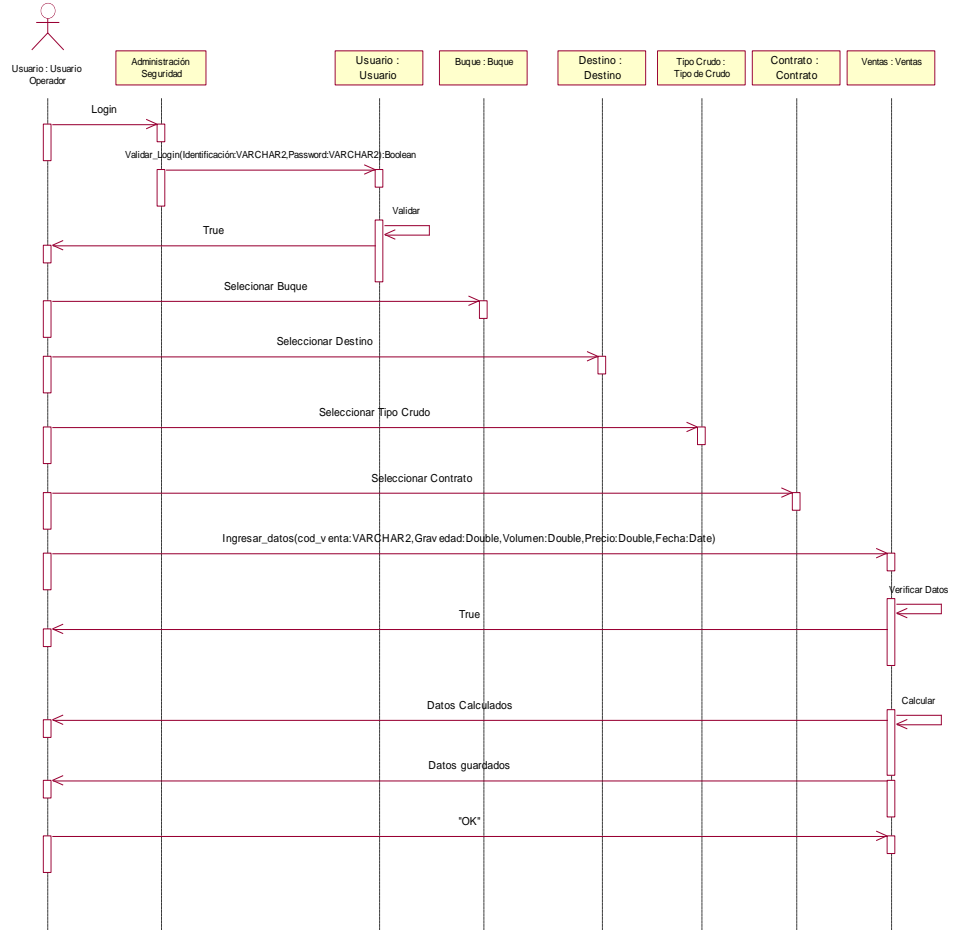 Usuario : Usuario
Operador
Administración
Seguridad
Usuario :
Usuario
Buque : Buque
Destino :
Destino
Tipo Crudo :
Tipo de Crudo
Contrato :
Contrato
Ventas : Ventas
Login
Validar_Login(Identificación:VARCHAR2,Password:VARCHAR2):Boolean
Validar
True
Selecionar Buque
Seleccionar Destino
Seleccionar Tipo Crudo
Seleccionar Contrato
Ingresar_datos(cod_venta:VARCHAR2,Gravedad:Double,Volumen:Double,Precio:Double,Fecha:Date)
Verificar Datos
True
Calcular
Datos Calculados
Datos guardados
"OK"